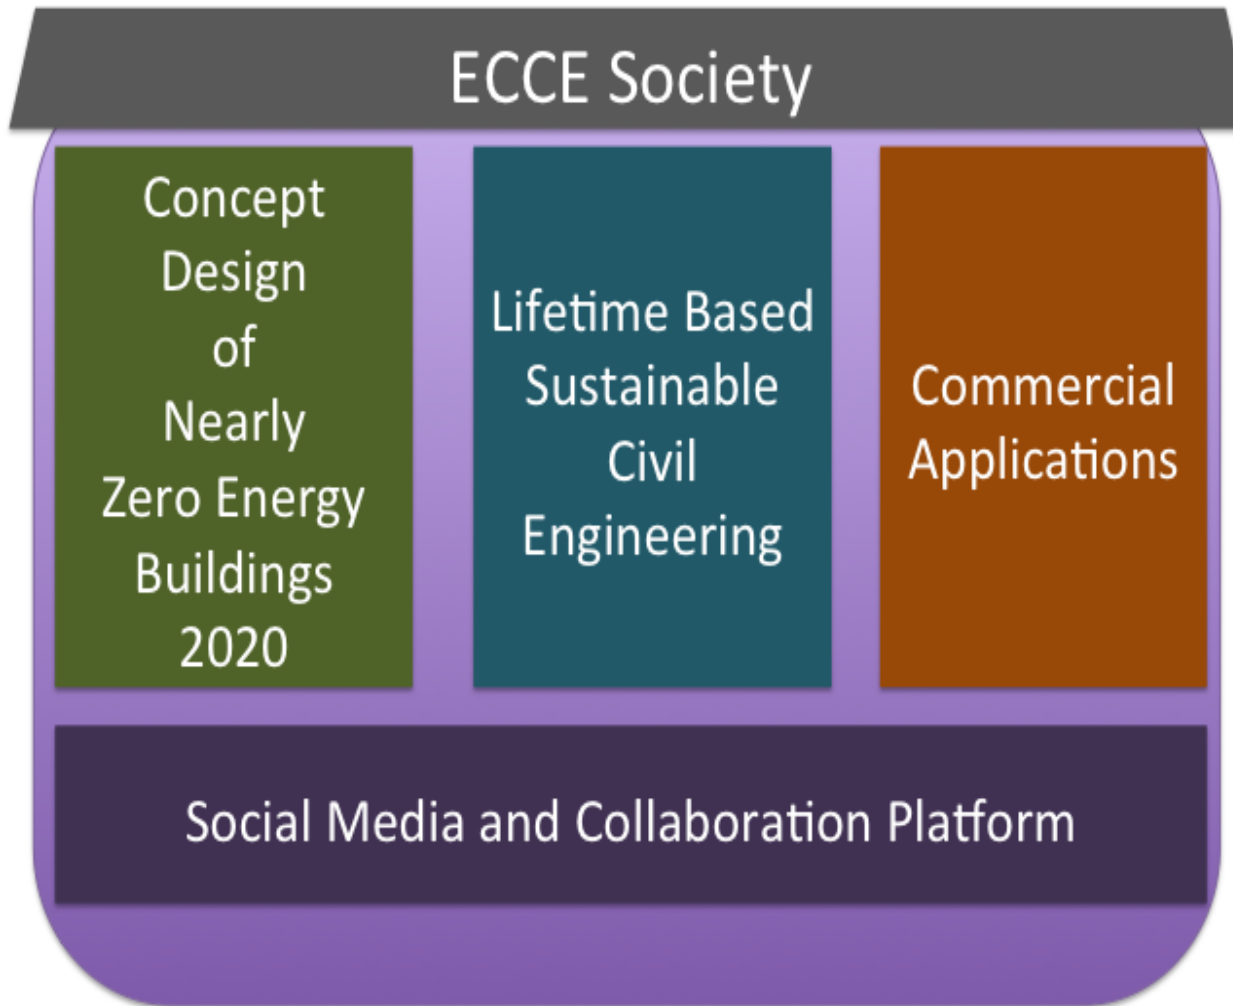 ECCE Society
Concept
Design
of
Nearly
Zero Energy
Buildings
2020
Lifetime Based
Sustainable
Civil
Engineering
Commercial
Applications
Social Media and Collaboration Platform